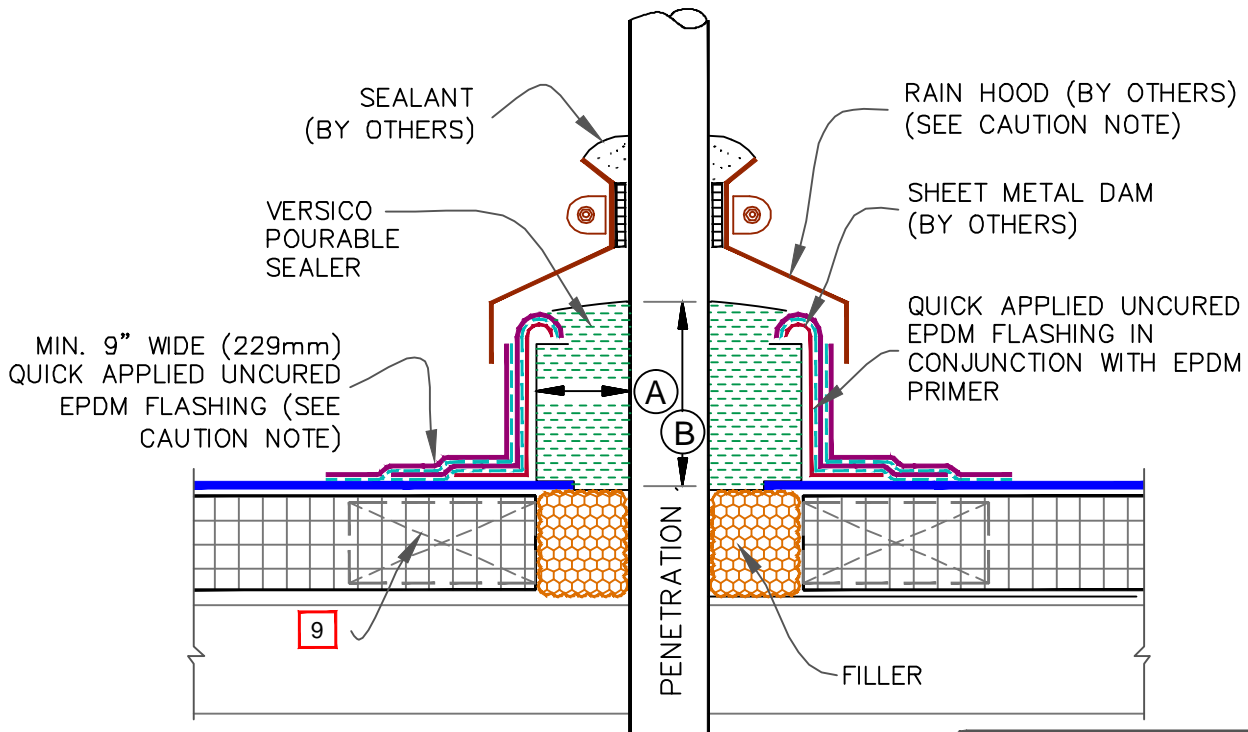 SEALANT
(BY OTHERS)
RAIN HOOD (BY OTHERS)
(SEE CAUTION NOTE)
VERSICO
POURABLE
SEALER
SHEET METAL DAM
(BY OTHERS)
MIN. 9" WIDE (229mm)
QUICK APPLIED UNCURED
EPDM FLASHING (SEE
CAUTION NOTE)
QUICK APPLIED UNCURED
EPDM FLASHING IN
CONJUNCTION WITH EPDM
PRIMER
A
B
PENETRATION
9
FILLER